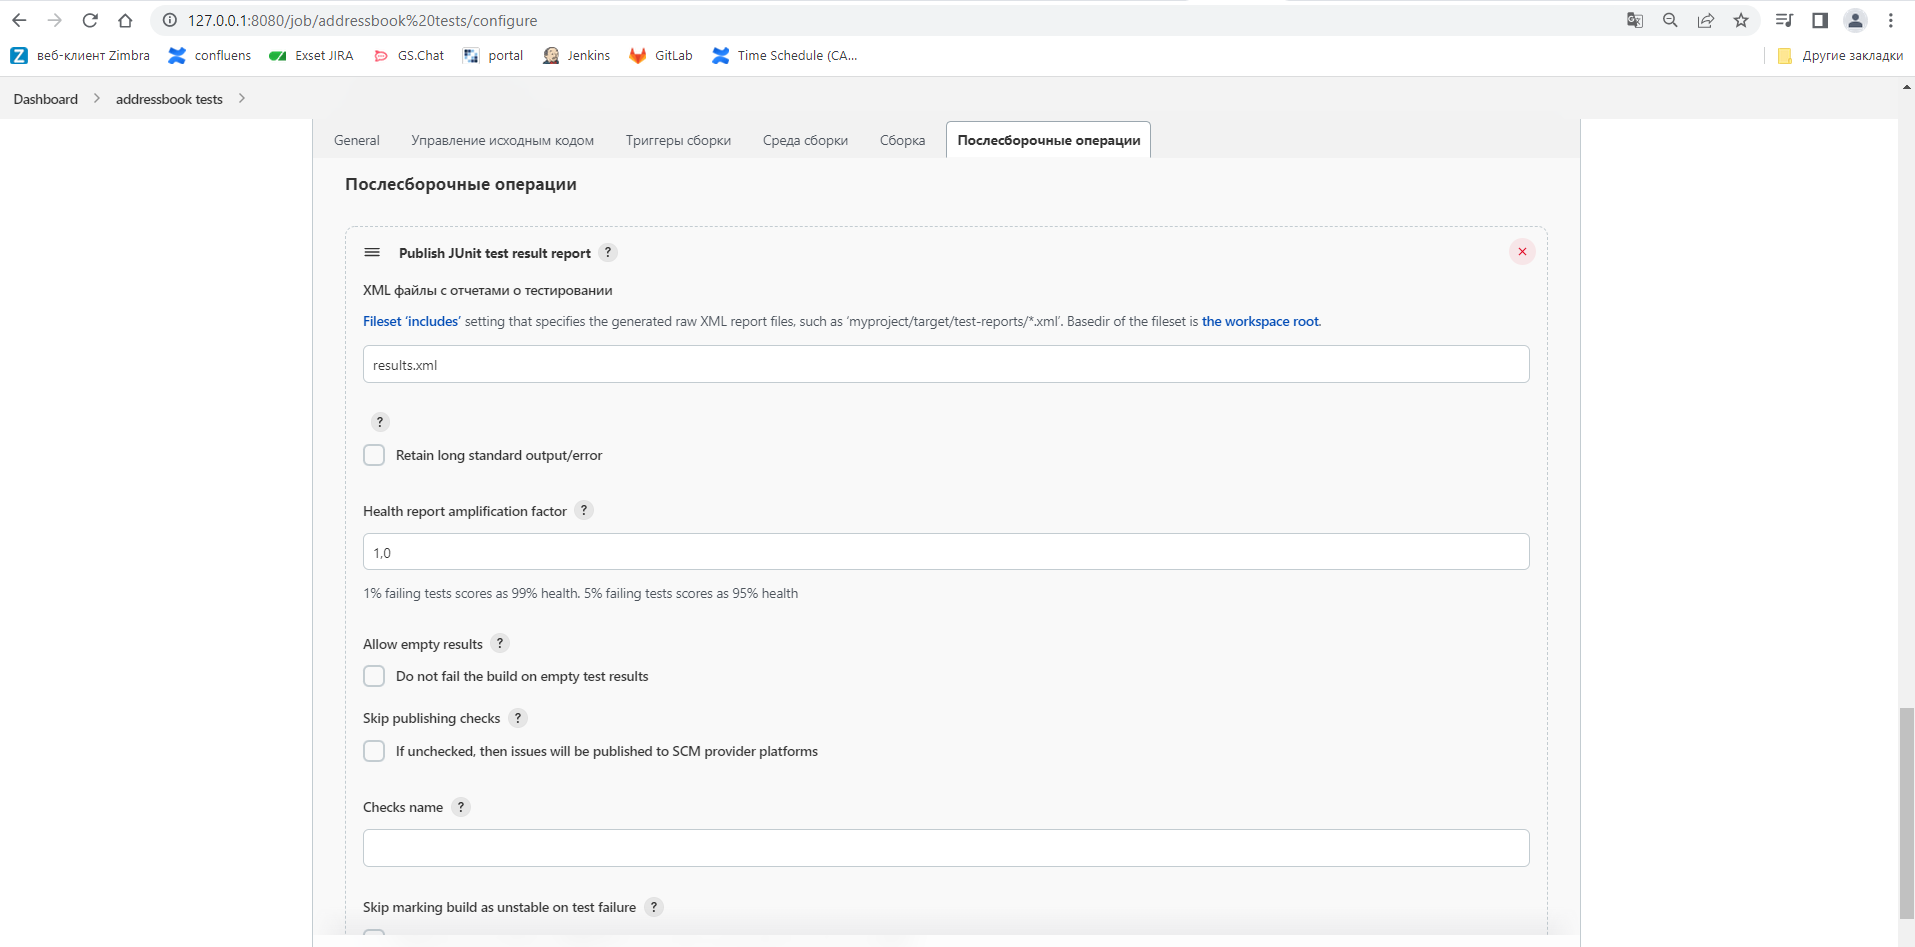 127.0.0.1:8080/job/addressbook%20tests/configure
веб-клиент Zimbra confluens Exset JIRA GS.Chat portal Jenkins GitLab Time Schedule (CA... Другие закладки
Dashboard addressbook tests
General Управление исходным кодом Триггеры сборки Среда сборки Сборка Послесборочные операции
Послесборочные операции
Publish JUnit test result report ?
XML файлы с отчетами о тестировании
Fileset ‘includes’ setting that specifies the generated raw XML report files, such as ‘myproject/target/test-reports/*.xml’. Basedir of the fileset is the workspace root.
results.xml
?
Retain long standard output/error
Health report amplification factor ?
1,0
1% failing tests scores as 99% health. 5% failing tests scores as 95% health
Allow empty results ?
Do not fail the build on empty test results
Skip publishing checks ?
If unchecked, then issues will be published to SCM provider platforms
Checks name ?
Skip marking build as unstable on test failure ?